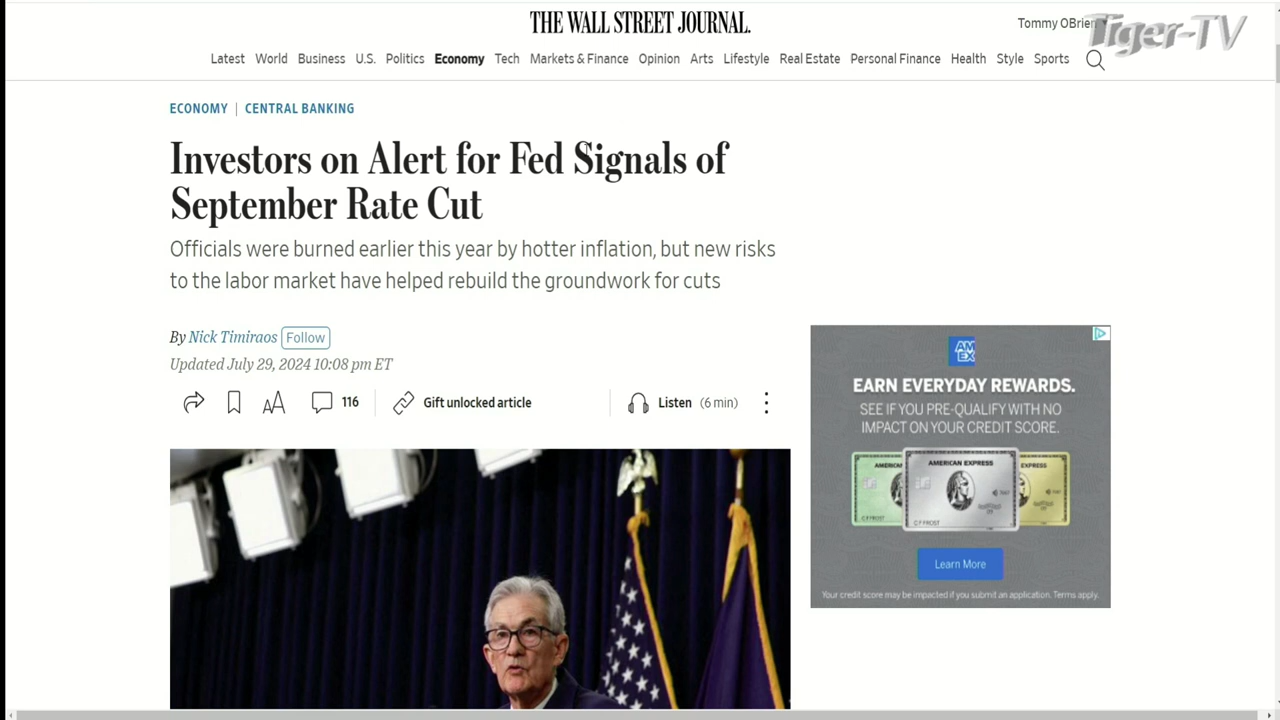 THE WALL STREET JOURNAL.
Tommy OBrien
Tiger-TV
Latest World Business U.S. Politics Economy Tech Markets & Finance Opinion Arts Lifestyle Real Estate Personal Finance Health Style Sports
ECONOMY | CENTRAL BANKING
Investors on Alert for Fed Signals of
September Rate Cut
Officials were burned earlier this year by hotter inflation, but new risks
to the labor market have helped rebuild the groundwork for cuts
By Nick Timiraos Follow
Updated July 29, 2024 10:08 pm ET
AA 116 Gift unlocked article Listen (6 min)
AM
EX
EARN EVERYDAY REWARDS.
SEE IF YOU PRE-QUALIFY WITH NO
IMPACT ON YOUR CREDIT SCORE.
AMERICAN EXPRESS
C F FROST
C F FROST
Learn More
Your credit score may be impacted if you submit an application. Terms apply.